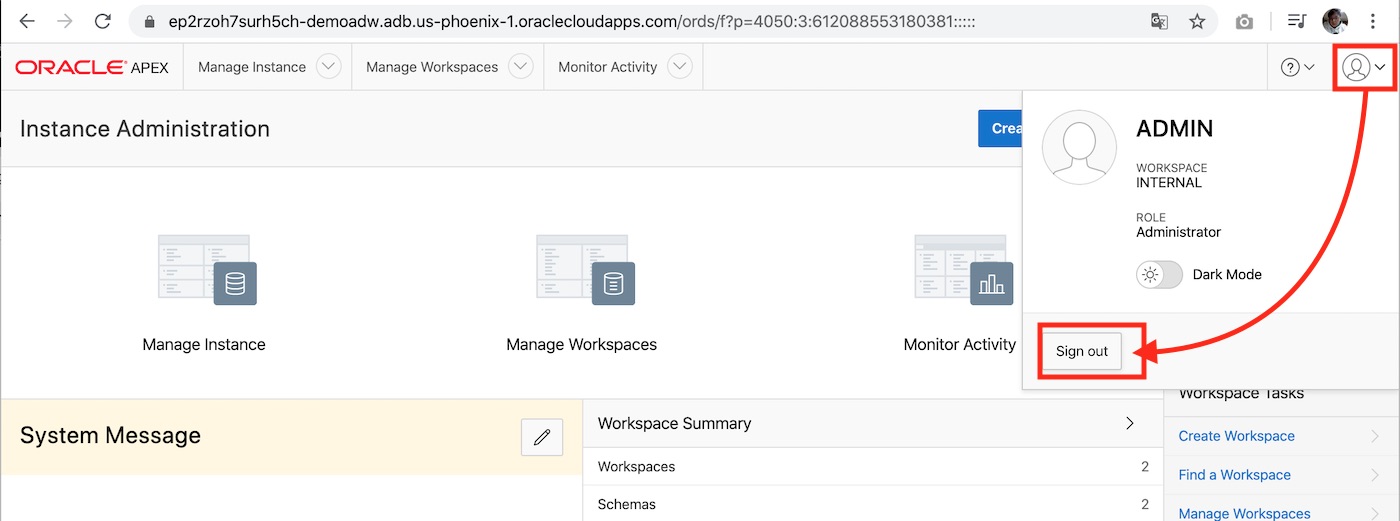 ep2rzoh7surh5ch-demoadw.adb.us-phoenix-1.oraclecloudapps.com/ords/f?p=4050:3:612088553180381:::::
ORACLE APEX Manage Instance Manage Workspaces Monitor Activity ?
Instance Administration
Crea
ADMIN
WORKSPACE
INTERNAL
ROLE
Administrator
Dark Mode
Sign out
Manage Instance Manage Workspaces Monitor Activity
System Message
Workspace Summary
Workspaces 2
Schemas 2
Workspace Tasks
Create Workspace
Find a Workspace
Manage Workspaces